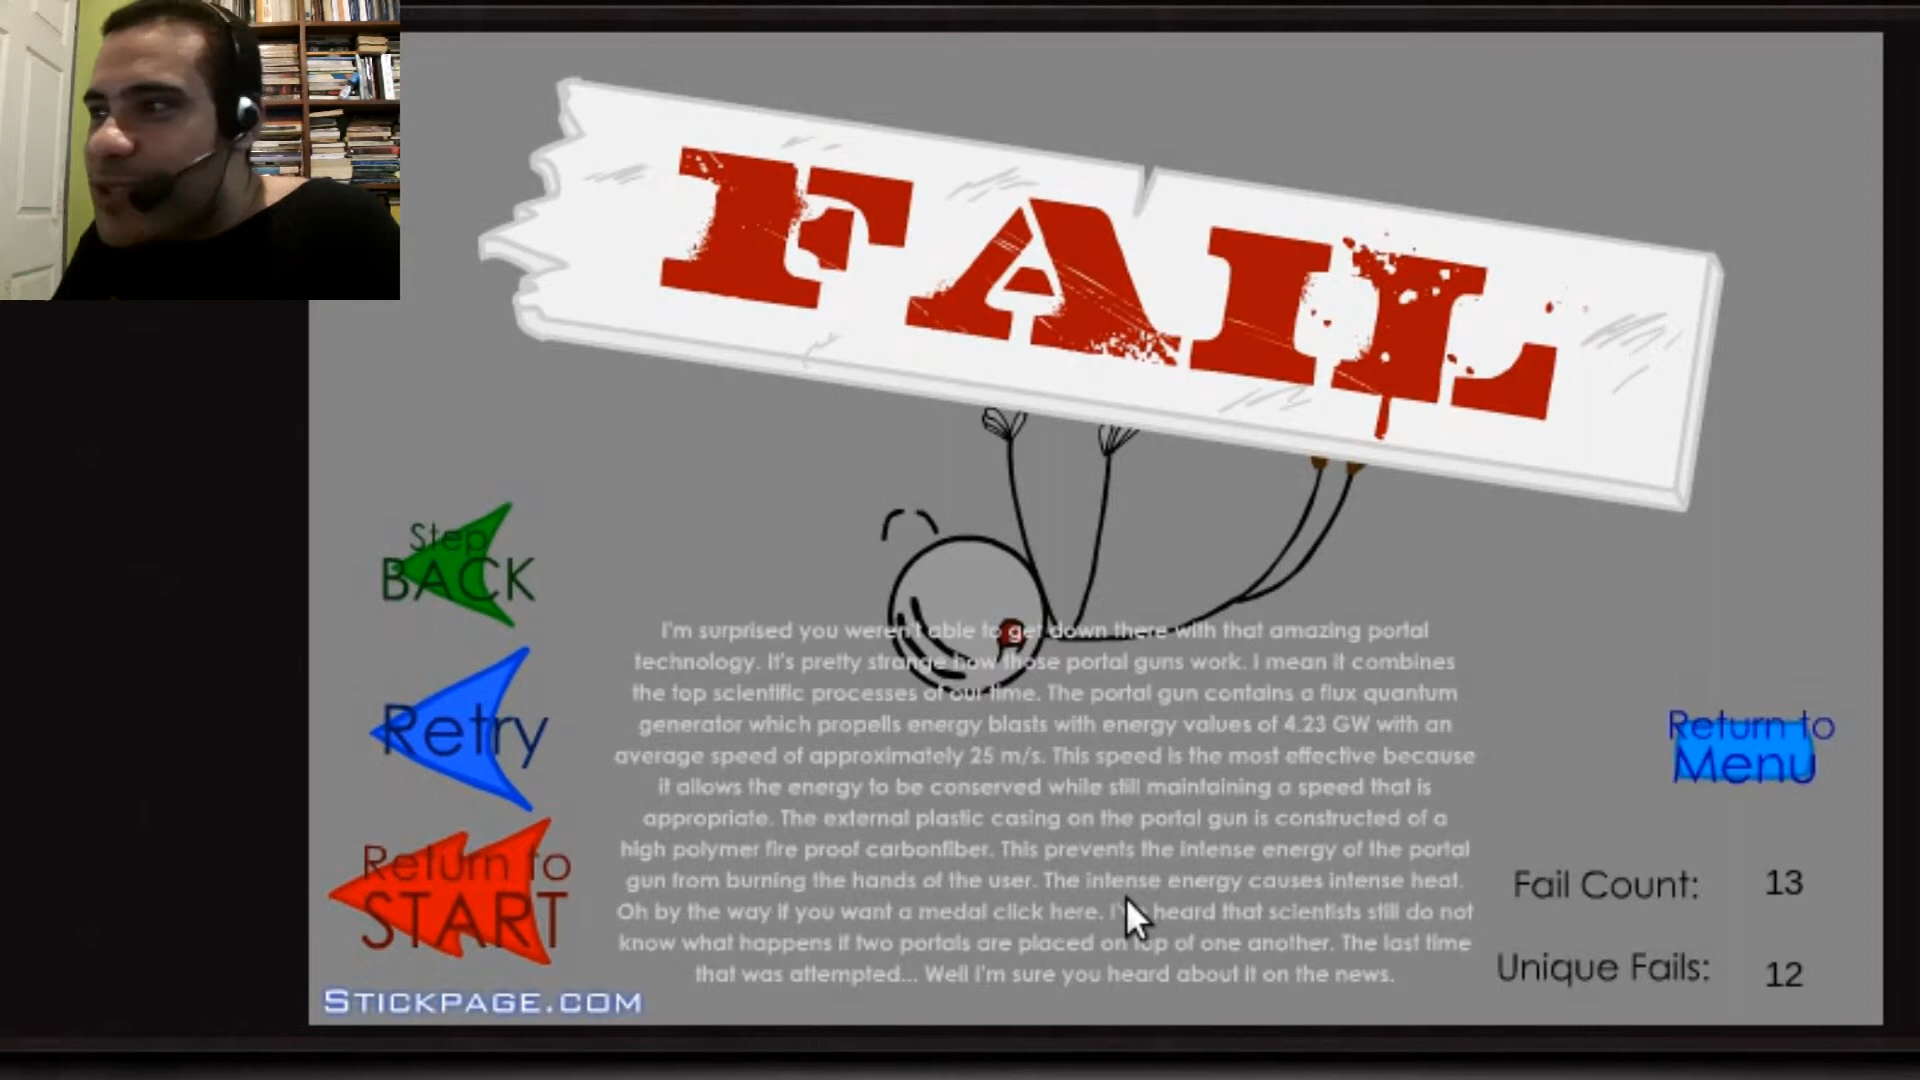 FAIL
Step
BACK
Retry
Return to
START
I'm surprised you weren't able to get down there with that amazing portal
technology. It's pretty strange how those portal guns work. I mean it combines
the top scientific processes of our time. The portal gun contains a flux quantum
generator which propells energy blasts with energy values of 4.23 GW with an
average speed of approximately 25 m/s. This speed is the most effective because
it allows the energy to be conserved while still maintaining a speed that is
appropriate. The external plastic casing on the portal gun is constructed of a
high polymer fire proof carbonfiber. This prevents the intense energy of the portal
gun from burning the hands of the user. The intense energy causes intense heat.
Oh by the way if you want a medal click here. heard that scientists still do not
know what happens if two portals are placed on top of one another. The last time
that was attempted... Well I'm sure you heard about it on the news.
Return to
Menu
Fail Count: 13
Unique Fails: 12
STICKPAGE.COM